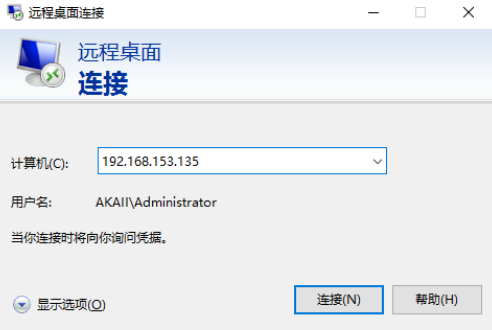 远程桌面连接
远程桌面
连接
计算机(C): 192.168.153.135
用户名: AKAII\Administrator
当你连接时将向你询问凭据。
显示选项(O) 连接(N) 帮助(H)